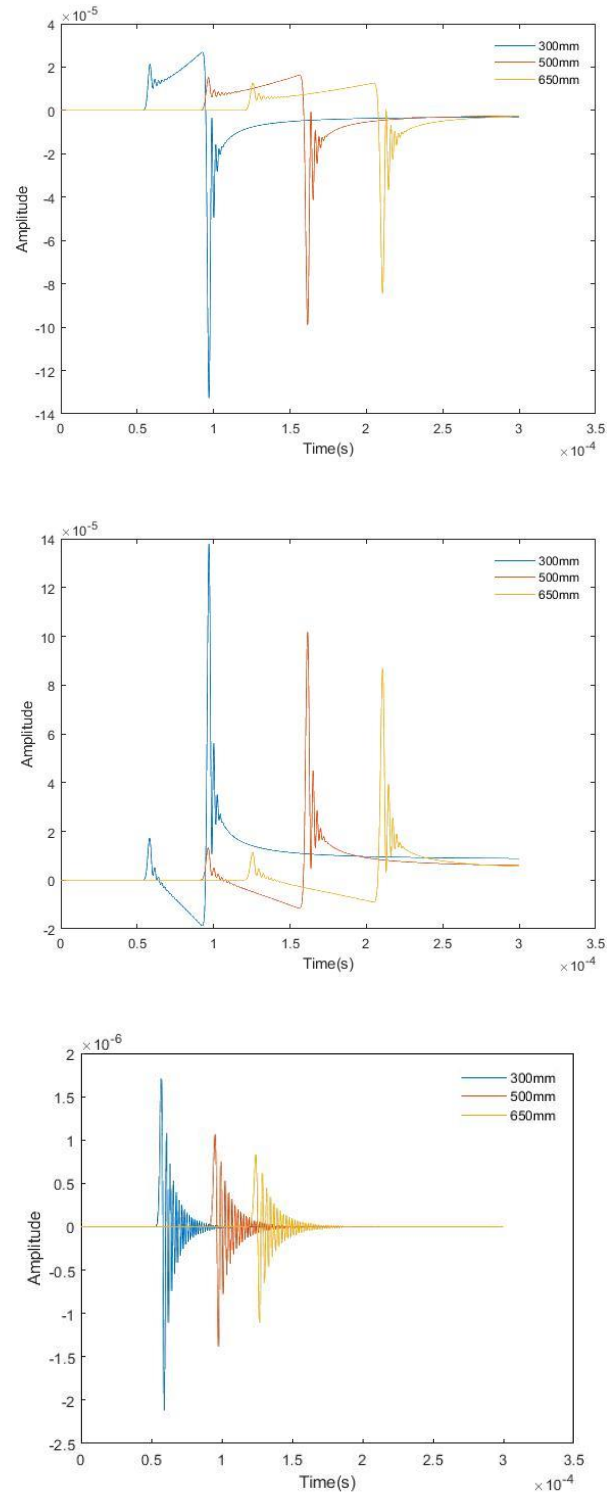 ×10⁻⁵
4
2
0
-2
-4
-6
-8
-10
-12
-14
Amplitude
300mm
500mm
650mm
0 0.5 1 1.5 2 2.5 3 3.5
Time(s)
×10⁻⁴
×10⁻⁵
14
12
10
8
6
4
2
0
-2
Amplitude
300mm
500mm
650mm
0 0.5 1 1.5 2 2.5 3 3.5
Time(s)
×10⁻⁴
×10⁻⁶
2
1.5
1
0.5
0
-0.5
-1
-1.5
-2
-2.5
Amplitude
300mm
500mm
650mm
0 0.5 1 1.5 2 2.5 3 3.5
Time(s)
×10⁻⁴